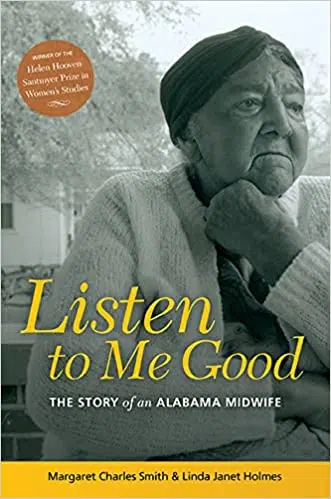 WINNER OF THE
Helen Hooven
Santmyer Prize in
Women's Studies
Listen
to Me Good
THE STORY of an ALABAMA MIDWIFE
Margaret Charles Smith & Linda Janet Holmes